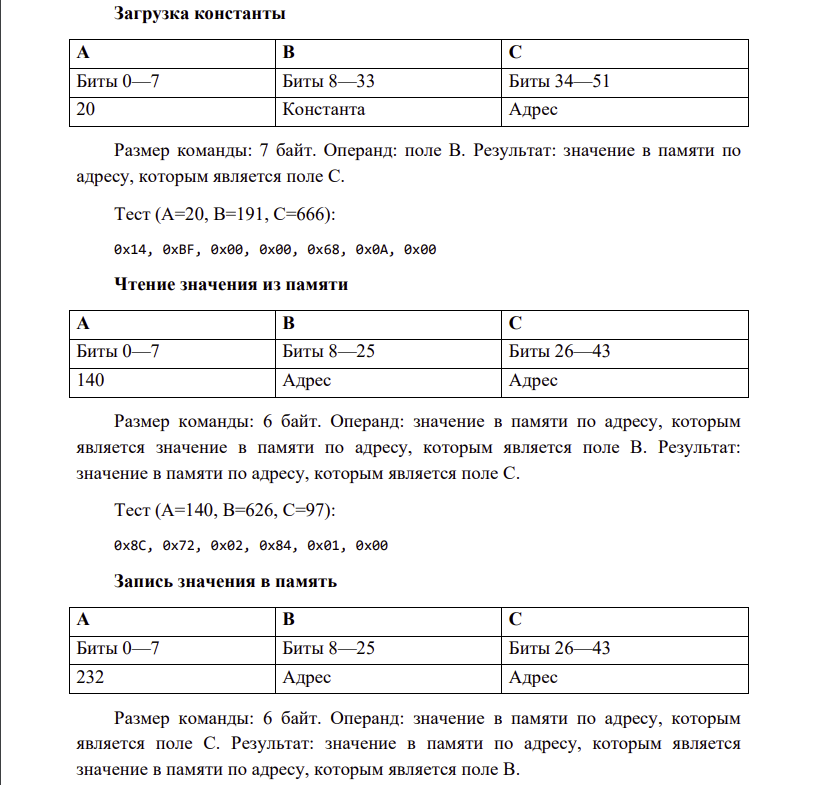 Загрузка константы
A B C
Биты 0—7 Биты 8—33 Биты 34—51
20 Константа Адрес
Размер команды: 7 байт. Операнд: поле B. Результат: значение в памяти по
адресу, которым является поле C.
Тест (A=20, B=191, C=666):
0x14, 0xBF, 0x00, 0x00, 0x68, 0x0A, 0x00
Чтение значения из памяти
A B C
Биты 0—7 Биты 8—25 Биты 26—43
140 Адрес Адрес
Размер команды: 6 байт. Операнд: значение в памяти по адресу, которым
является значение в памяти по адресу, которым является поле B. Результат:
значение в памяти по адресу, которым является поле C.
Тест (A=140, B=626, C=97):
0x8C, 0x72, 0x02, 0x84, 0x01, 0x00
Запись значения в память
A B C
Биты 0—7 Биты 8—25 Биты 26—43
232 Адрес Адрес
Размер команды: 6 байт. Операнд: значение в памяти по адресу, которым
является поле C. Результат: значение в памяти по адресу, которым является
значение в памяти по адресу, которым является поле B.